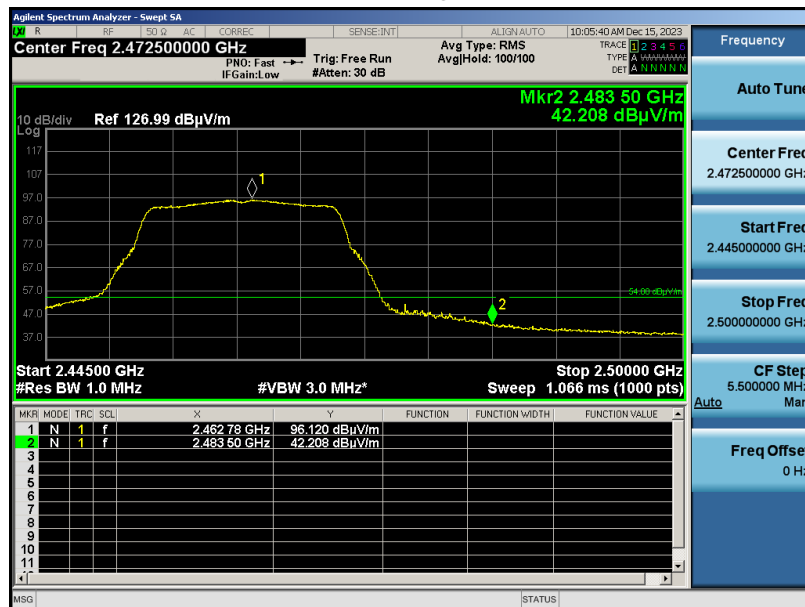 Agilent Spectrum Analyzer - Swept SA
LXI R RF 50 Ω AC CORREC SENSE:INT ALIGN AUTO 10:05:40 AM Dec 15, 2023
Center Freq 2.472500000 GHz
PNO: Fast
IFGain:Low
Trig: Free Run
#Atten: 30 dB
Avg Type: RMS
Avg|Hold: 100/100
TRACE 1 2 3 4 5 6
TYPE A WWWWW
DET A N N N N N
Mkr2 2.483 50 GHz
42.208 dBµV/m
10 dB/div Ref 126.99 dBµV/m
Log
117
107
97.0
87.0
77.0
67.0
57.0
47.0
37.0
1
2
54.00 dBµV/m
Start 2.44500 GHz Stop 2.50000 GHz
#Res BW 1.0 MHz #VBW 3.0 MHz* Sweep 1.066 ms (1000 pts)
MKR MODE TRC SCL X Y FUNCTION FUNCTION WIDTH FUNCTION VALUE
1 N 1 f 2.462 78 GHz 96.120 dBµV/m
2 N 1 f 2.483 50 GHz 42.208 dBµV/m
3
4
5
6
7
8
9
10
11
MSG STATUS
Frequency
Auto Tune
Center Freq
2.472500000 GHz
Start Freq
2.445000000 GHz
Stop Freq
2.500000000 GHz
CF Step
5.500000 MHz
Auto Man
Freq Offset
0 Hz